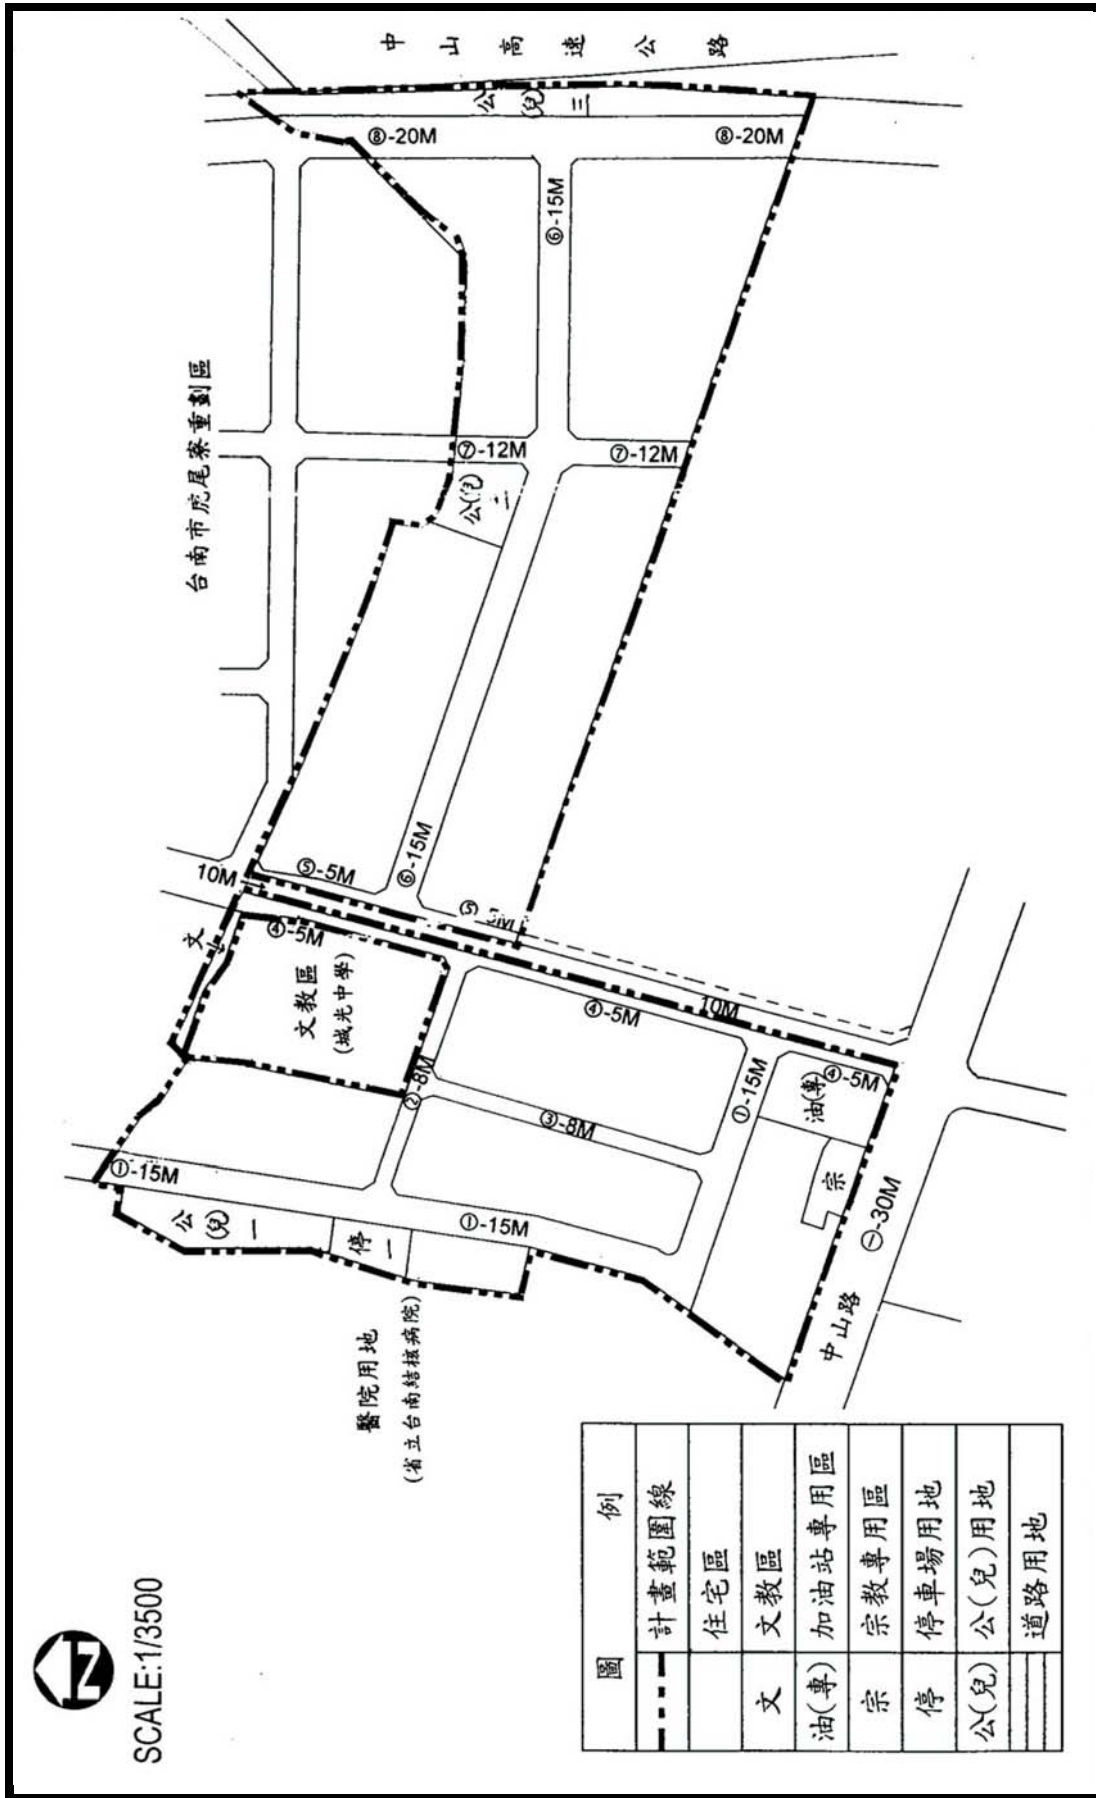 中山高速公路
公(兒)三
⑧-20M
⑧-20M
⑥-15M
台南市虎尾寮重劃區
⑦-12M
⑦-12M
公(兒)二
10M
⑤-5M
⑥-15M
文
④-5M
文教區
(城光中學)
④-5M
10M
②-8M
③-8M
①-15M
④-5M
油(專)
宗
①-15M
公(兒)一
停一
①-15M
㊀-30M
中山路
醫院用地
(省立台南結核病院)
圖例
計畫範圍線
住宅區
文 文教區
油(專) 加油站專用區
宗 宗教專用區
停 停車場用地
公(兒) 公(兒)用地
道路用地
N
SCALE:1/3500